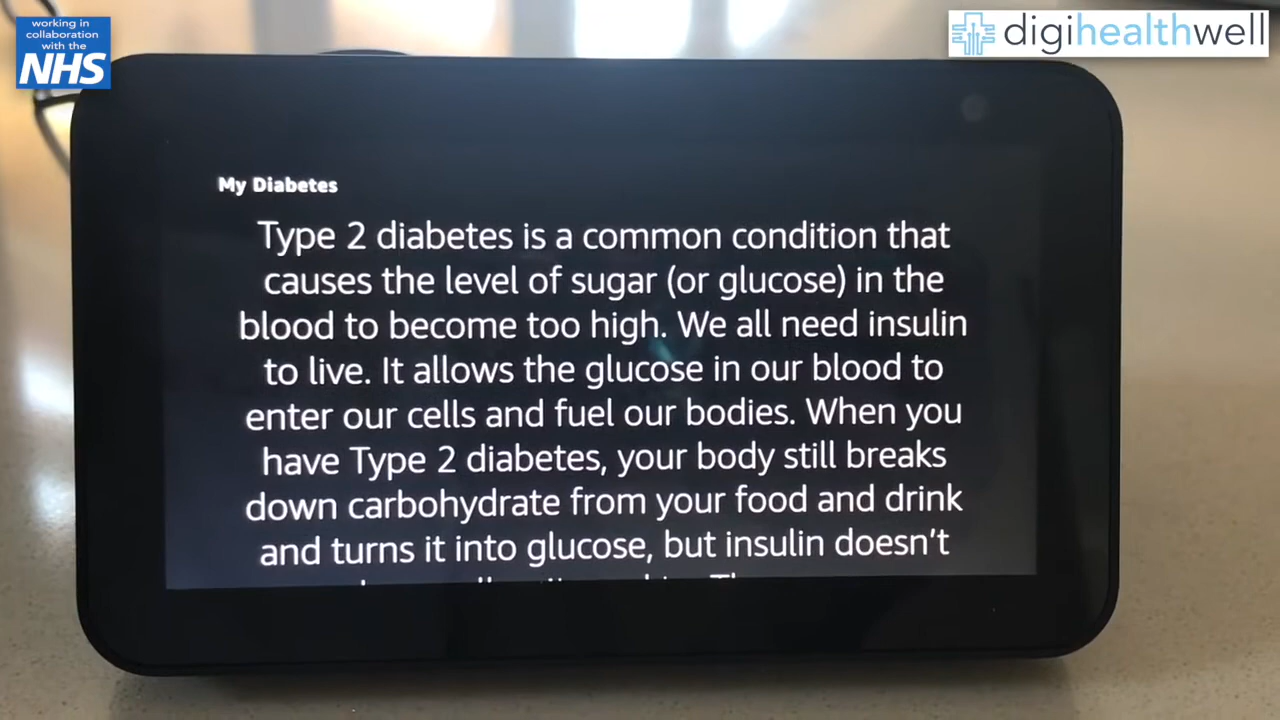 working in
collaboration
with the
NHS
digihealthwell
My Diabetes
Type 2 diabetes is a common condition that
causes the level of sugar (or glucose) in the
blood to become too high. We all need insulin
to live. It allows the glucose in our blood to
enter our cells and fuel our bodies. When you
have Type 2 diabetes, your body still breaks
down carbohydrate from your food and drink
and turns it into glucose, but insulin doesn't